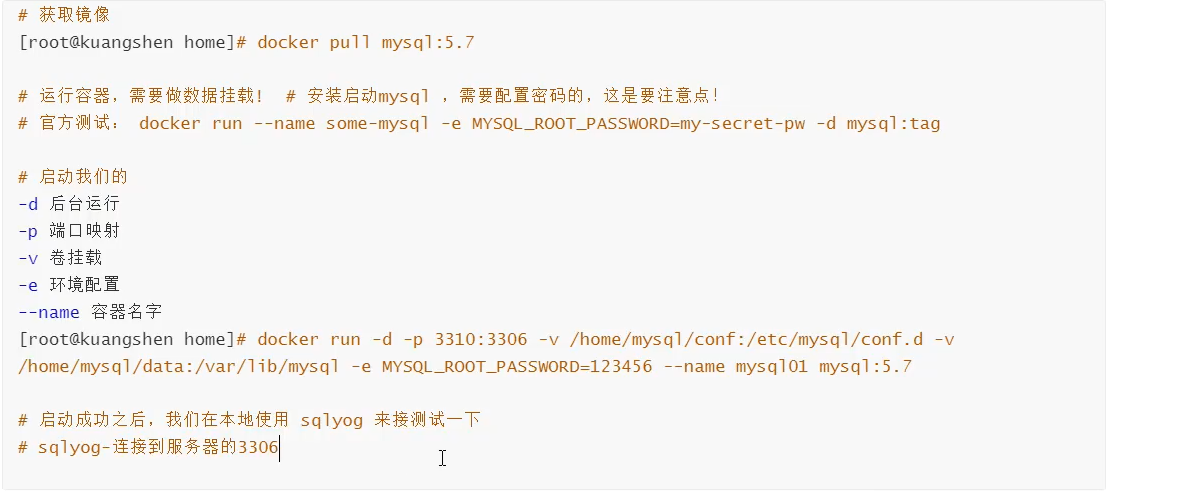 # 获取镜像
[root@kuangshen home]# docker pull mysql:5.7
# 运行容器，需要做数据挂载！ # 安装启动mysql ，需要配置密码的，这是要注意点！
# 官方测试： docker run --name some-mysql -e MYSQL_ROOT_PASSWORD=my-secret-pw -d mysql:tag
# 启动我们的
-d 后台运行
-p 端口映射
-v 卷挂载
-e 环境配置
--name 容器名字
[root@kuangshen home]# docker run -d -p 3310:3306 -v /home/mysql/conf:/etc/mysql/conf.d -v
/home/mysql/data:/var/lib/mysql -e MYSQL_ROOT_PASSWORD=123456 --name mysql01 mysql:5.7
# 启动成功之后，我们在本地使用 sqlyog 来接测试一下
# sqlyog-连接到服务器的3306